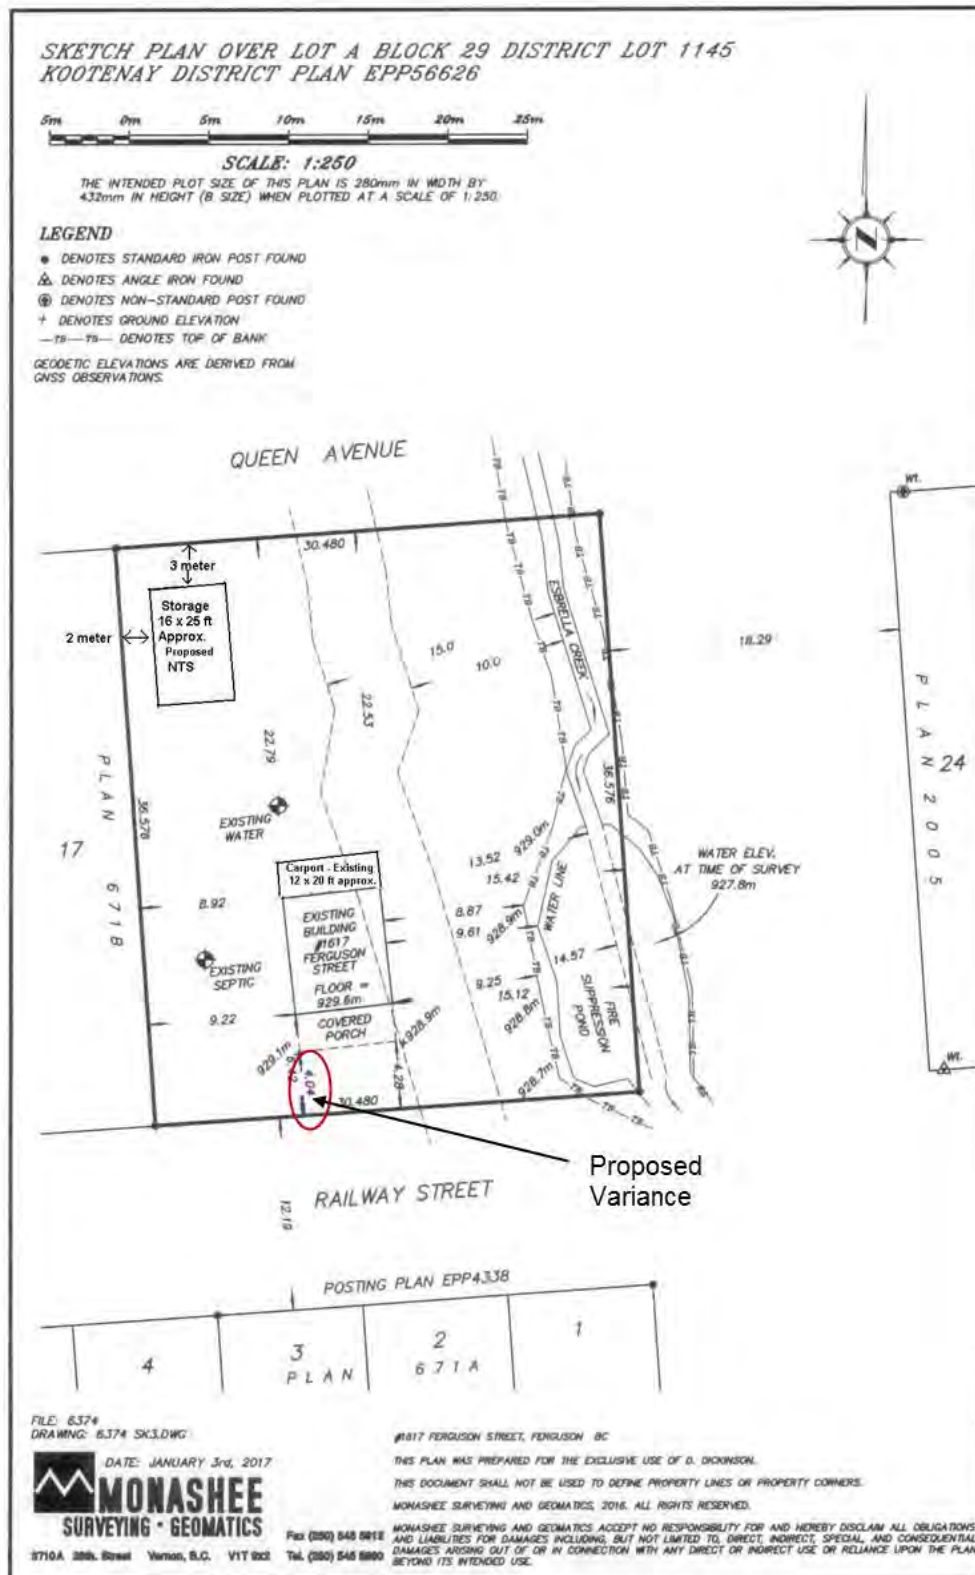 SKETCH PLAN OVER LOT A BLOCK 29 DISTRICT LOT 1145
KOOTENAY DISTRICT PLAN EPP56626
5m 0m 5m 10m 15m 20m 25m
SCALE: 1:250
THE INTENDED PLOT SIZE OF THIS PLAN IS 280mm IN WIDTH BY
432mm IN HEIGHT (B SIZE) WHEN PLOTTED AT A SCALE OF 1:250
LEGEND
DENOTES STANDARD IRON POST FOUND
DENOTES ANGLE IRON FOUND
DENOTES NON-STANDARD POST FOUND
+ DENOTES GROUND ELEVATION
—TB—TB— DENOTES TOP OF BANK
GEODETIC ELEVATIONS ARE DERIVED FROM
GNSS OBSERVATIONS.
N
QUEEN AVENUE
Wt.
30.480
3 meter
Storage
16 x 25 ft
Approx.
Proposed
NTS
2 meter
ESBRELLA CREEK
18.29
15.0
10.0
22.53
22.79
PLAN 671B
36.576
17
PLAN 2005
24
36.576
EXISTING
WATER
929.0m
13.52
15.42
WATER LINE
WATER ELEV.
AT TIME OF SURVEY
927.8m
Carport - Existing
12 x 20 ft approx.
8.92
EXISTING
BUILDING
#1617
FERGUSON
STREET
FLOOR =
929.6m
8.87
9.61
928.9m
14.57
EXISTING
SEPTIC
9.25
15.12
928.8m
FIRE
SUPPRESSION
POND
9.22
COVERED
PORCH
928.9m
929.1m
4.04
4.28
928.7m
30.480
Wt.
Proposed
Variance
RAILWAY STREET
12.19
POSTING PLAN EPP4338
4
3
2
1
PLAN
671A
FILE: 6374
DRAWING: 6374 SK3.DWG
DATE: JANUARY 3rd, 2017
MONASHEE
SURVEYING • GEOMATICS
Vernon, B.C. V1T
#1617 FERGUSON STREET, FERGUSON BC
THIS PLAN WAS PREPARED FOR THE EXCLUSIVE USE OF D. DICKINSON.
THIS DOCUMENT SHALL NOT BE USED TO DEFINE PROPERTY LINES OR PROPERTY CORNERS.
MONASHEE SURVEYING AND GEOMATICS, 2016. ALL RIGHTS RESERVED.
MONASHEE SURVEYING AND GEOMATICS ACCEPT NO RESPONSIBILITY FOR AND HEREBY DISCLAIM ALL OBLIGATIONS
AND LIABILITIES FOR DAMAGES INCLUDING, BUT NOT LIMITED TO, DIRECT, INDIRECT, SPECIAL, AND CONSEQUENTIAL
DAMAGES ARISING OUT OF OR IN CONNECTION WITH ANY DIRECT OR INDIRECT USE OR RELIANCE UPON THE PLAN
BEYOND ITS INTENDED USE.